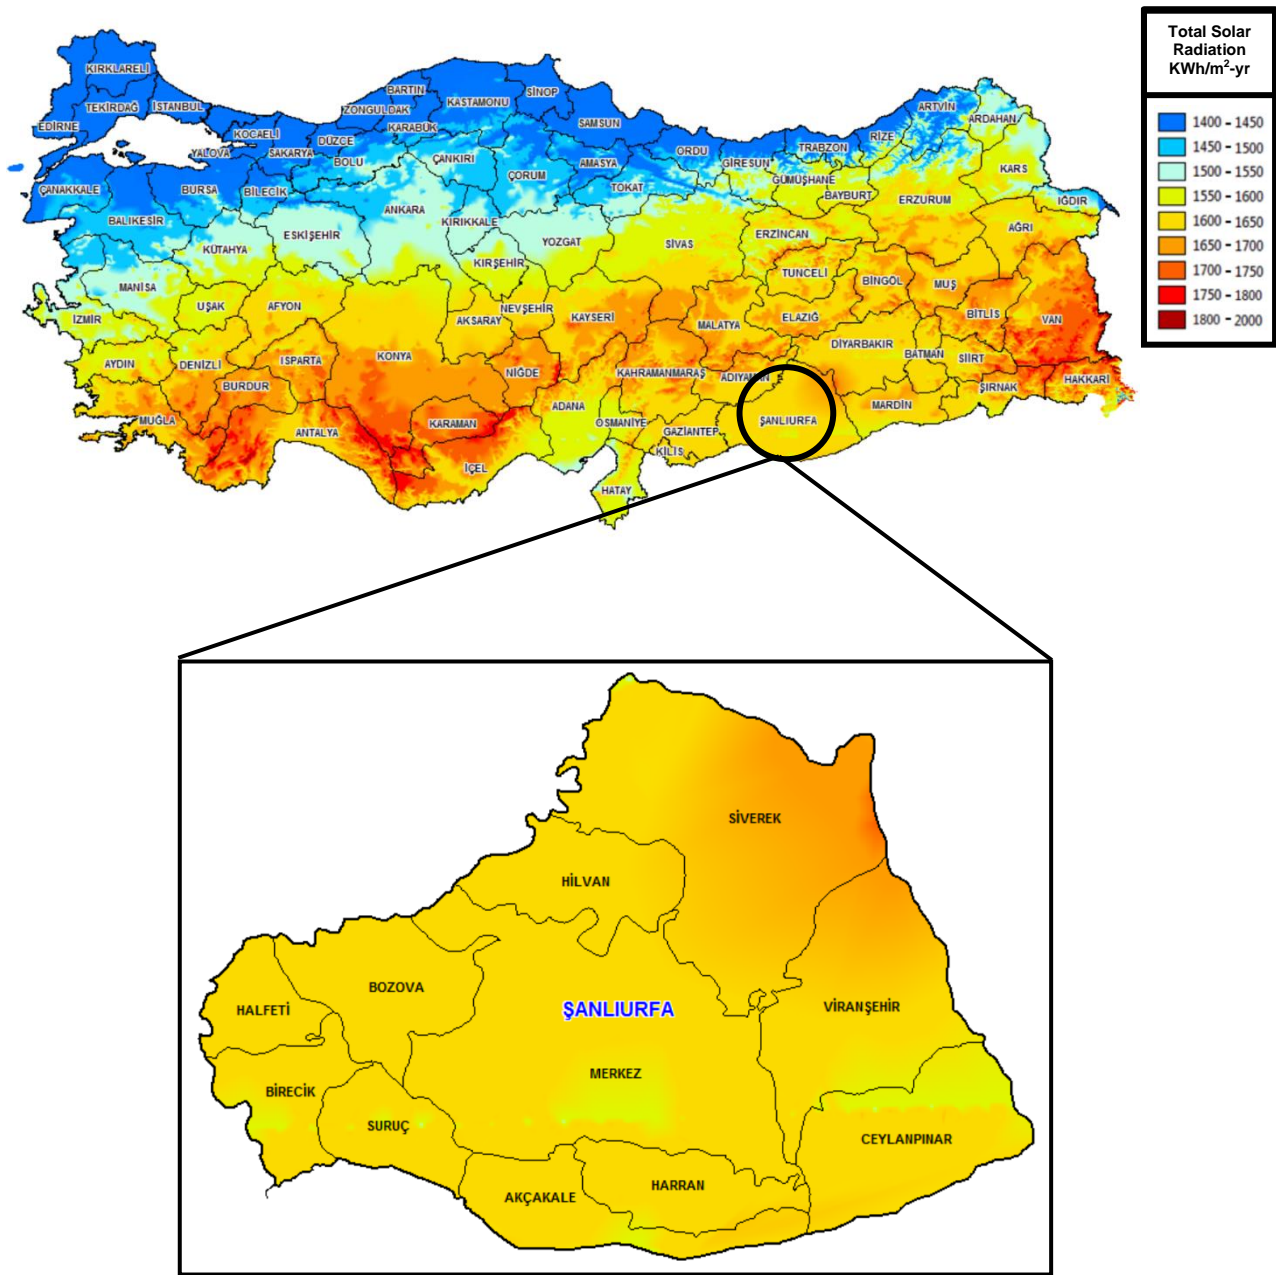 Total Solar
Radiation
KWh/m²-yr
1400 - 1450
1450 - 1500
1500 - 1550
1550 - 1600
1600 - 1650
1650 - 1700
1700 - 1750
1750 - 1800
1800 - 2000
KIRKLARELİ
TEKİRDAĞ
İSTANBUL
EDİRNE
KOCAELİ
YALOVA
SAKARYA
DÜZCE
BOLU
ZONGULDAK
BARTIN
KARABÜK
KASTAMONU
SİNOP
SAMSUN
ÇANKIRI
ÇORUM
AMASYA
TOKAT
ORDU
GİRESUN
TRABZON
RİZE
ARTVİN
ARDAHAN
KARS
GÜMÜŞHANE
BAYBURT
ERZURUM
IĞDIR
AĞRI
ÇANAKKALE
BURSA
BİLECİK
BALIKESİR
KÜTAHYA
ESKİŞEHİR
ANKARA
KIRIKKALE
KIRŞEHİR
YOZGAT
SİVAS
ERZİNCAN
TUNCELİ
BİNGÖL
MUŞ
MANİSA
UŞAK
AFYON
İZMİR
AKSARAY
NEVŞEHİR
KAYSERİ
MALATYA
ELAZIĞ
BİTLİS
VAN
DİYARBAKIR
BATMAN
SİİRT
AYDIN
DENİZLİ
ISPARTA
KONYA
NİĞDE
KAHRAMANMARAŞ
ADIYAMAN
BURDUR
MUĞLA
ANTALYA
KARAMAN
İÇEL
ADANA
OSMANİYE
GAZİANTEP
KİLİS
HATAY
ŞANLIURFA
MARDİN
ŞIRNAK
HAKKARİ
SİVEREK
HİLVAN
BOZOVA
HALFETİ
ŞANLIURFA
VİRANŞEHİR
MERKEZ
BİRECİK
SURUÇ
CEYLANPINAR
AKÇAKALE
HARRAN